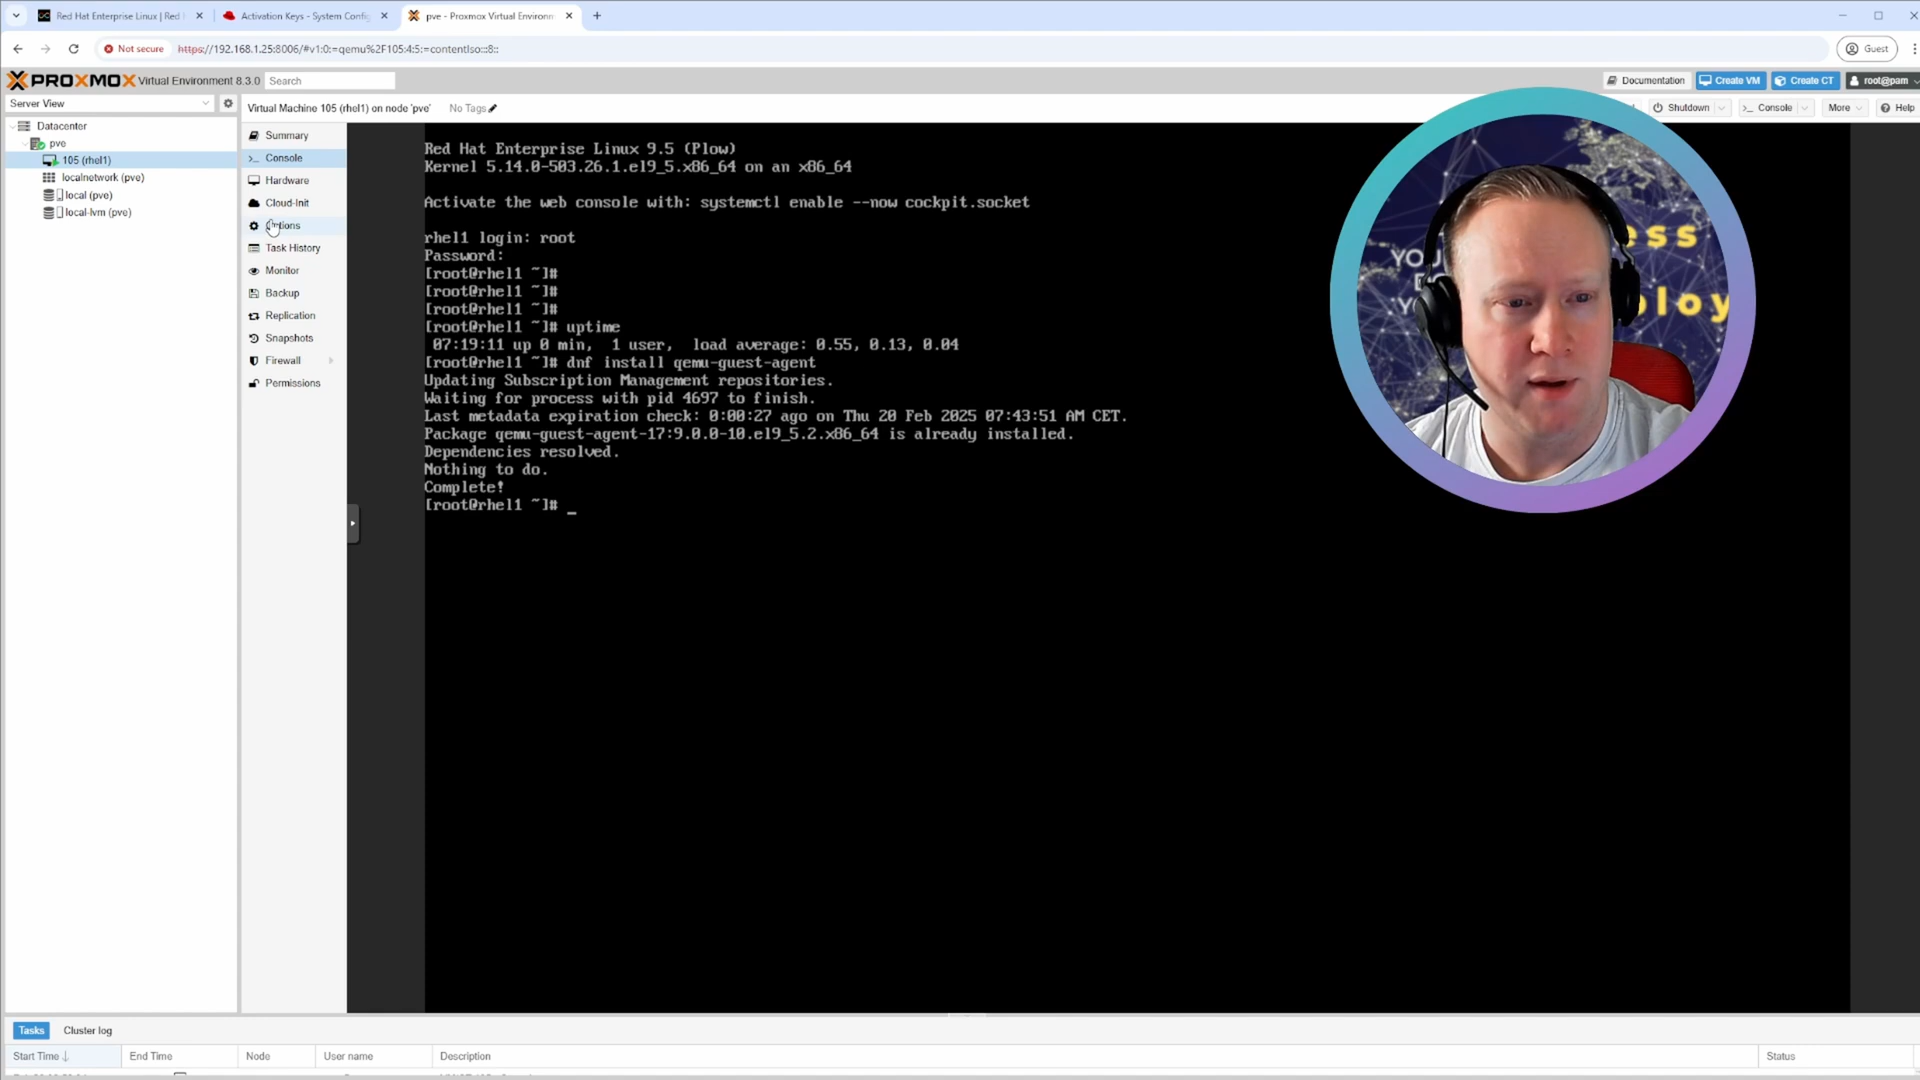 Red Hat Enterprise Linux | Red H
Activation Keys - System Config
pve - Proxmox Virtual Environm
Not secure
https://192.168.1.25:8006/#v1:0:=qemu%2F105:4:5:=contentIso:::8::
Guest
PROXMOX Virtual Environment 8.3.0
Search
Documentation
Create VM
Create CT
root@pam
Server View
Virtual Machine 105 (rhel1) on node 'pve'
No Tags
Shutdown
Console
More
Help
Datacenter
pve
105 (rhel1)
localnetwork (pve)
local (pve)
local-lvm (pve)
Summary
Console
Hardware
Cloud-Init
Task History
Monitor
Backup
Replication
Snapshots
Firewall
Permissions
Red Hat Enterprise Linux 9.5 (Plow)
Kernel 5.14.0-503.26.1.el9_5.x86_64 on an x86_64
Activate the web console with: systemctl enable --now cockpit.socket
rhel1 login: root
Password:
[root@rhel1 ~]#
[root@rhel1 ~]#
[root@rhel1 ~]#
[root@rhel1 ~]# uptime
07:19:11 up 0 min, 1 user, load average: 0.55, 0.13, 0.04
[root@rhel1 ~]# dnf install qemu-guest-agent
Updating Subscription Management repositories.
Waiting for process with pid 4697 to finish.
Last metadata expiration check: 0:00:27 ago on Thu 20 Feb 2025 07:43:51 AM CET.
Package qemu-guest-agent-17:9.0.0-10.el9_5.2.x86_64 is already installed.
Dependencies resolved.
Nothing to do.
Complete!
[root@rhel1 ~]# _
Tasks
Cluster log
Start Time
End Time
Node
User name
Description
Status